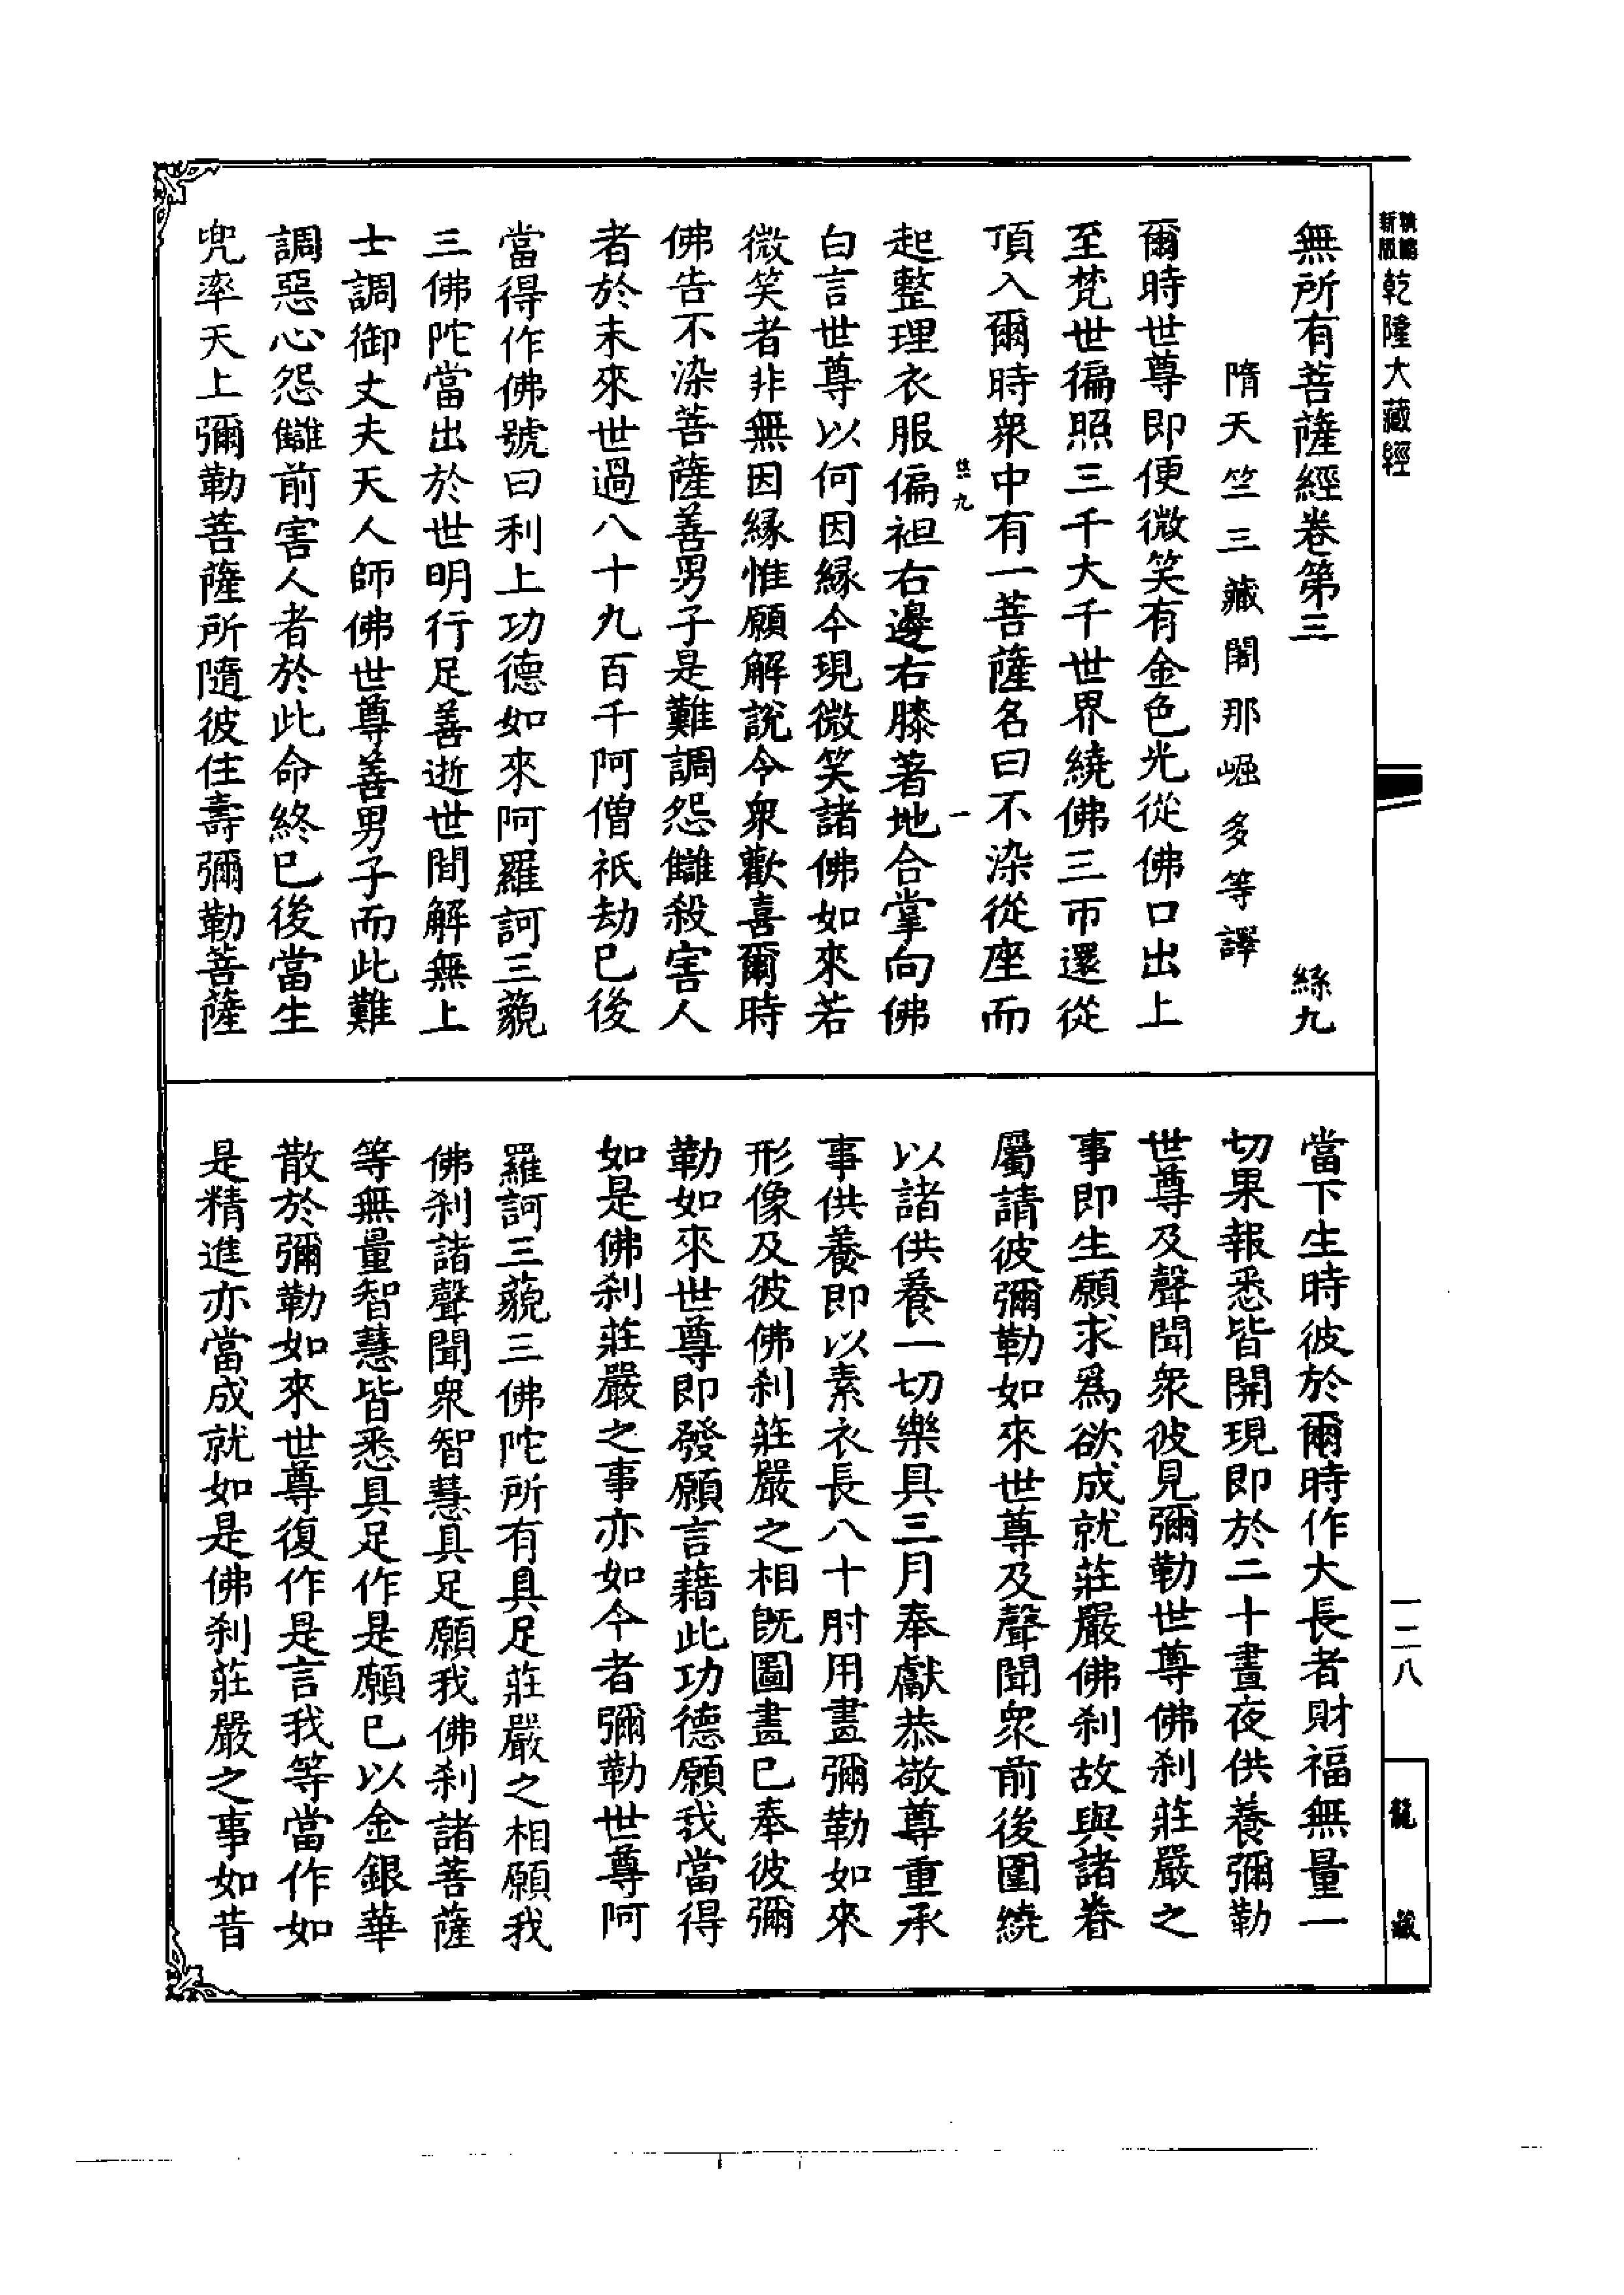 新版
乾隆大藏經
無所有菩薩經卷第三 絲九
隋天竺三藏闍那崛多等譯
爾時世尊即便微笑有金色光從佛口出上
至梵世徧照三千大千世界繞佛三帀還從
頂入爾時衆中有一菩薩名曰不染從座而
絲九 一
起整理衣服偏袒右邊右膝著地合掌向佛
白言世尊以何因緣今現微笑諸佛如來若
微笑者非無因緣惟願解說令衆歡喜爾時
佛告不染菩薩善男子是難調怨讎殺害人
者於未來世過八十九百千阿僧祇劫已後
當得作佛號曰利上功德如來阿羅訶三藐
三佛陀當出於世明行足善逝世間解無上
士調御丈夫天人師佛世尊善男子而此難
調惡心怨讎前害人者於此命終已後當生
兜率天上彌勒菩薩所隨彼住壽彌勒菩薩
當下生時彼於爾時作大長者財福無量一
切果報悉皆開現即於二十晝夜供養彌勒
世尊及聲聞衆彼見彌勒世尊佛刹莊嚴之
事即生願求爲欲成就莊嚴佛刹故與諸眷
屬請彼彌勒如來世尊及聲聞衆前後圍繞
以諸供養一切樂具三月奉獻恭敬尊重承
事供養即以素衣長八十肘用畫彌勒如來
形像及彼佛刹莊嚴之相既圖畫已奉彼彌
勒如來世尊即發願言藉此功德願我當得
如是佛刹莊嚴之事亦如今者彌勒世尊阿
羅訶三藐三佛陀所有具足莊嚴之相願我
佛刹諸聲聞衆智慧具足願我佛刹諸菩薩
等無量智慧皆悉具足作是願已以金銀華
散於彌勒如來世尊復作是言我等當作如
是精進亦當成就如是佛刹莊嚴之事如昔
一二八
龍藏